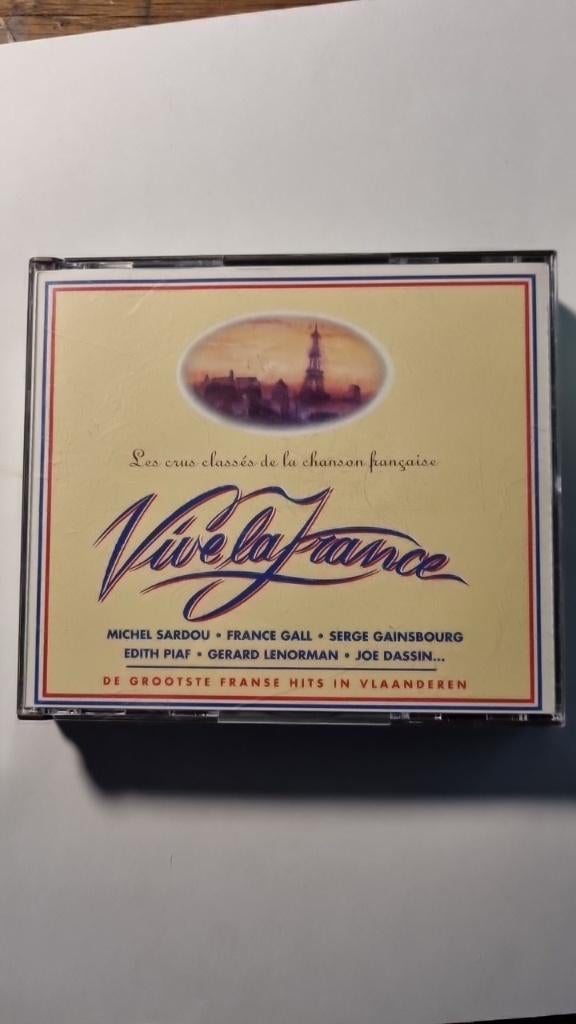 Les crus classés de la chanson française
Vive la France
MICHEL SARDOU • FRANCE GALL • SERGE GAINSBOURG
EDITH PIAF • GERARD LENORMAN • JOE DASSIN...
DE GROOTSTE FRANSE HITS IN VLAANDEREN